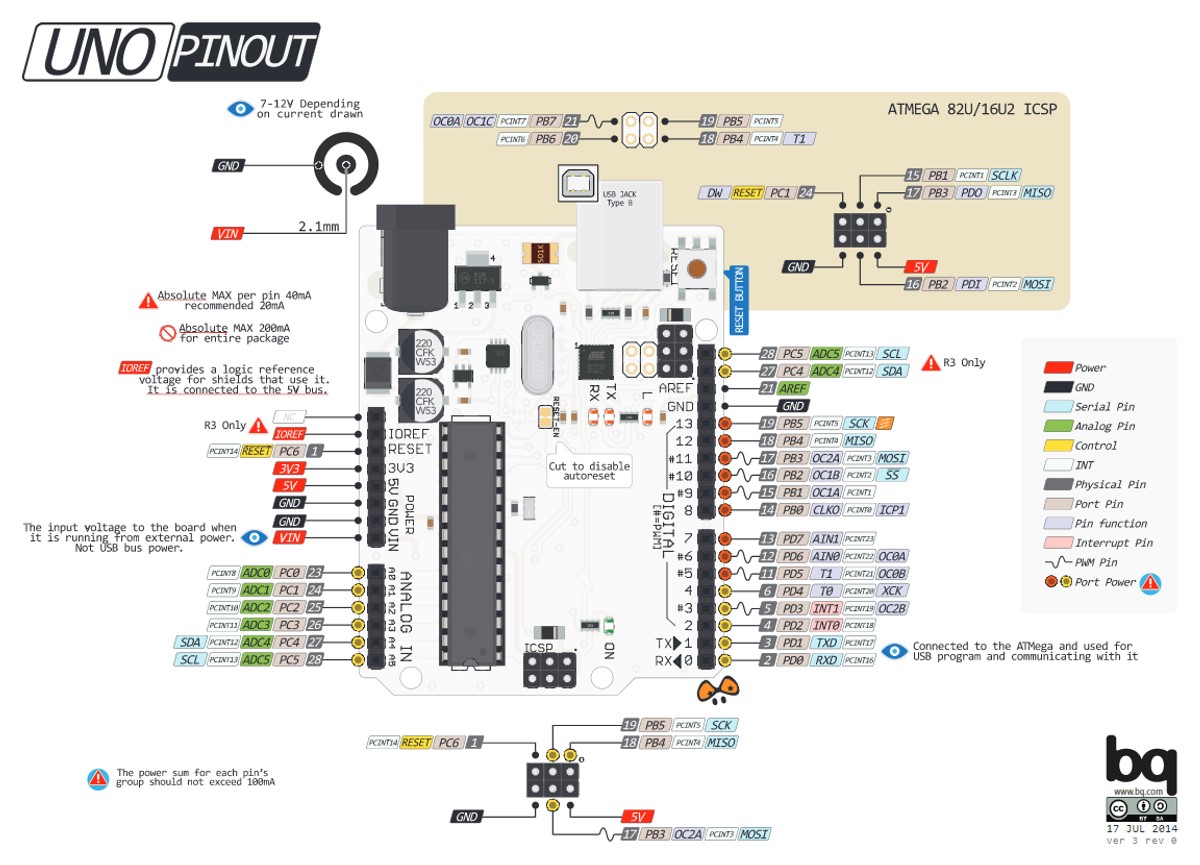 UNO PINOUT
7-12V Depending
on current drawn
GND
2.1mm
VIN
ATMEGA 82U/16U2 ICSP
OC0A OC1C PCINT7 PB7 21
19 PB5 PCINT5
PCINT6 PB6 20
18 PB4 PCINT4 T1
15 PB1 PCINT1 SCLK
DW RESET PC1 24
17 PB3 PDO PCINT3 MISO
GND
5V
16 PB2 PDI PCINT2 MOSI
USB JACK
Type B
RESET BUTTON
Absolute MAX per pin 40mA
recommended 20mA
Absolute MAX 200mA
for entire package
IOREF provides a logic reference
voltage for shields that use it.
It is connected to the 5V bus.
4
1 2 3
501K
220
CFK
W53
220
CFK
W53
1
RX
TX
L
RESET-EN
Cut to disable
autoreset
R3 Only
NC
IOREF
PCINT14 RESET PC6 1
3V3
5V
GND
GND
VIN
The input voltage to the board when
it is running from external power.
Not USB bus power.
PCINT8 ADC0 PC0 23
PCINT9 ADC1 PC1 24
PCINT10 ADC2 PC2 25
PCINT11 ADC3 PC3 26
SDA PCINT12 ADC4 PC4 27
SCL PCINT13 ADC5 PC5 28
IOREF
RESET
3V3
5V
GND
VIN
POWER
A0
A1
A2
A3
A4
A5
ANALOG IN
ICSP
ON
AREF
GND
13
12
#11
#10
#9
8
7
#6
#5
4
#3
2
TX 1
RX 0
DIGITAL
[#=PWM]
28 PC5 ADC5 PCINT13 SCL
27 PC4 ADC4 PCINT12 SDA
R3 Only
21 AREF
GND
19 PB5 PCINT5 SCK
18 PB4 PCINT4 MISO
17 PB3 OC2A PCINT3 MOSI
16 PB2 OC1B PCINT2 SS
15 PB1 OC1A PCINT1
14 PB0 CLKO PCINT0 ICP1
13 PD7 AIN1 PCINT23
12 PD6 AIN0 PCINT22 OC0A
11 PD5 T1 PCINT21 OC0B
6 PD4 T0 PCINT20 XCK
5 PD3 INT1 PCINT19 OC2B
4 PD2 INT0 PCINT18
3 PD1 TXD PCINT17
2 PD0 RXD PCINT16
Connected to the ATMega and used for
USB program and communicating with it
Power
GND
Serial Pin
Analog Pin
Control
INT
Physical Pin
Port Pin
Pin function
Interrupt Pin
PWM Pin
Port Power
19 PB5 PCINT5 SCK
PCINT14 RESET PC6 1
18 PB4 PCINT4 MISO
GND
5V
17 PB3 OC2A PCINT3 MOSI
The power sum for each pin's
group should not exceed 100mA
bq
www.bq.com
cc BY SA
17 JUL 2014
ver 3 rev 0